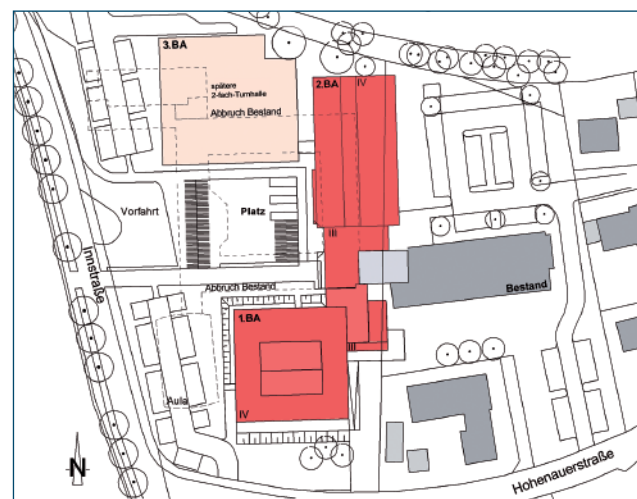 3.BA
2.BA
IV
spätere
2-fach-Turnhalle
Abbruch Bestand
Vorfahrt
Platz
III
Innstraße
Abbruch Bestand
Bestand
1.BA
III
Aula
IV
N
Hohenauerstraße